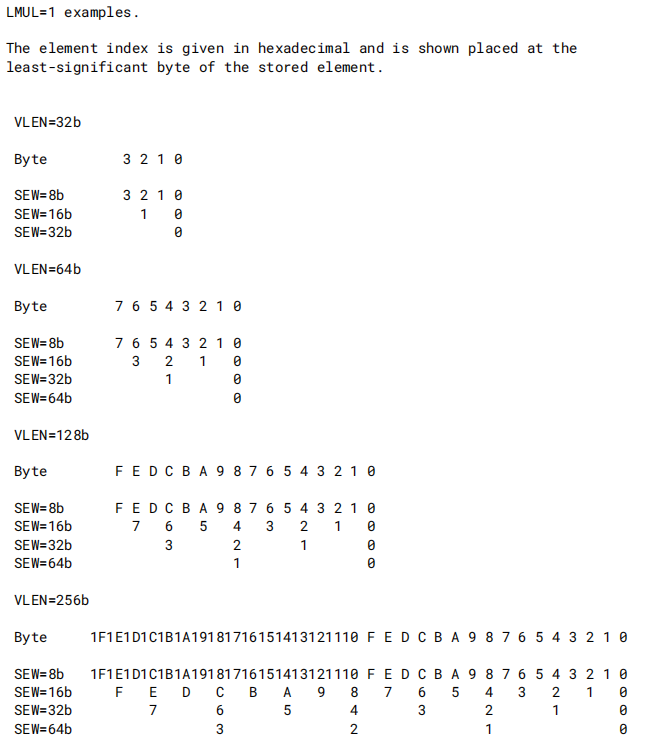 LMUL=1 examples.
The element index is given in hexadecimal and is shown placed at the
least-significant byte of the stored element.
VLEN=32b
Byte 3 2 1 0
SEW=8b 3 2 1 0
SEW=16b 1 0
SEW=32b 0
VLEN=64b
Byte 7 6 5 4 3 2 1 0
SEW=8b 7 6 5 4 3 2 1 0
SEW=16b 3 2 1 0
SEW=32b 1 0
SEW=64b 0
VLEN=128b
Byte F E D C B A 9 8 7 6 5 4 3 2 1 0
SEW=8b F E D C B A 9 8 7 6 5 4 3 2 1 0
SEW=16b 7 6 5 4 3 2 1 0
SEW=32b 3 2 1 0
SEW=64b 1 0
VLEN=256b
Byte 1F1E1D1C1B1A19181716151413121110 F E D C B A 9 8 7 6 5 4 3 2 1 0
SEW=8b 1F1E1D1C1B1A19181716151413121110 F E D C B A 9 8 7 6 5 4 3 2 1 0
SEW=16b F E D C B A 9 8 7 6 5 4 3 2 1 0
SEW=32b 7 6 5 4 3 2 1 0
SEW=64b 3 2 1 0